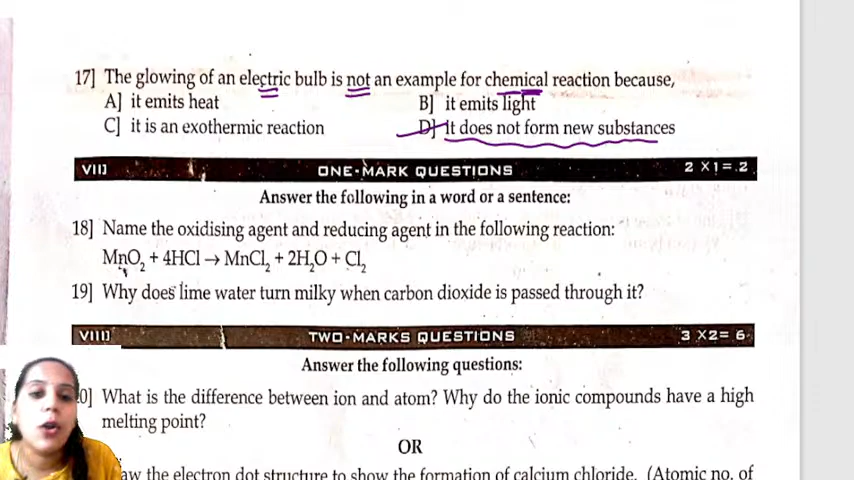 17] The glowing of an electric bulb is not an example for chemical reaction because,
A] it emits heat B] it emits light
C] it is an exothermic reaction D] it does not form new substances
VII] ONE-MARK QUESTIONS 2 X1= 2
Answer the following in a word or a sentence:
18] Name the oxidising agent and reducing agent in the following reaction:
MnO₂ + 4HCl → MnCl₂ + 2H₂O + Cl₂
19] Why does lime water turn milky when carbon dioxide is passed through it?
VIII] TWO-MARKS QUESTIONS 3 X2= 6
Answer the following questions:
0] What is the difference between ion and atom? Why do the ionic compounds have a high
melting point?
OR
aw the electron dot structure to show the formation of calcium chloride. (Atomic no. of